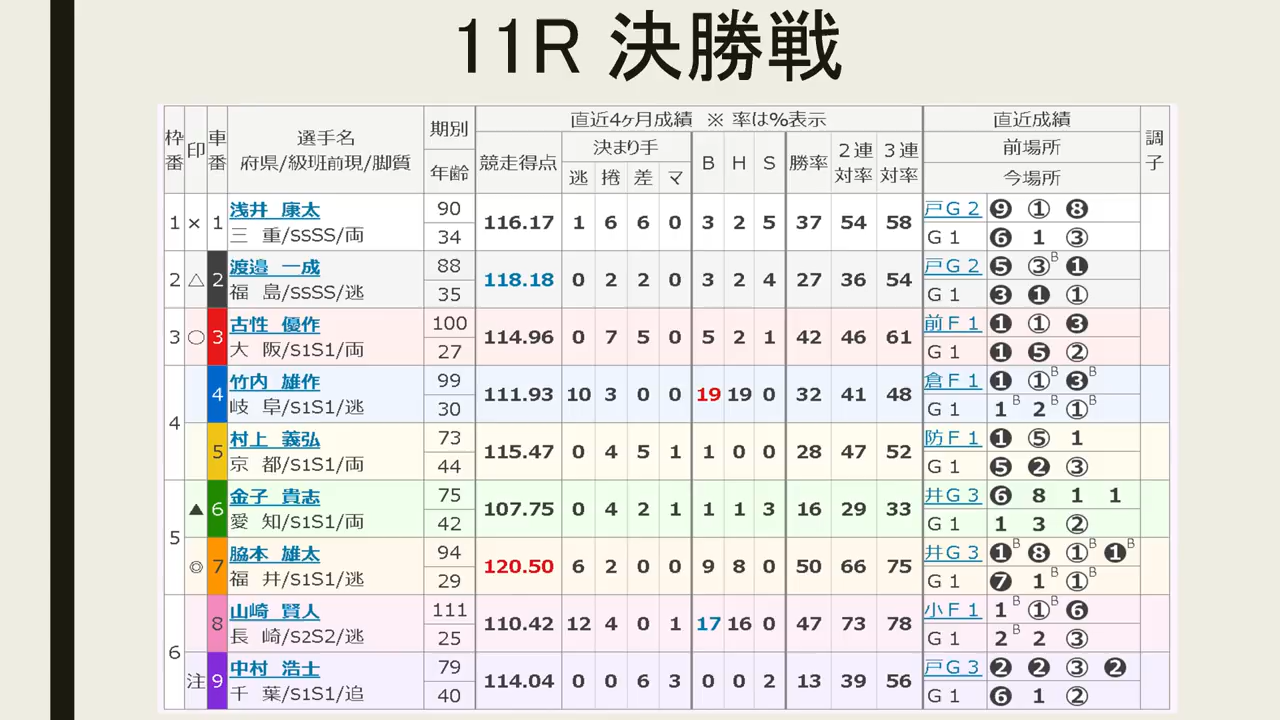 11R 決勝戦
枠番 印 車番 選手名 府県/級班前現/脚質 期別 年齢 競走得点 直近4ヶ月成績 ※ 率は%表示 決まり手 逃 捲 差 マ B H S 勝率 2連対率 3連対率 直近成績 前場所 今場所 調子
1 × 1 浅井 康太 90 116.17 1 6 6 0 3 2 5 37 54 58 戸G2 ❾ ① ❽
三 重/SSSS/両 34 G1 ❻ 1 ③
2 △ 2 渡邉 一成 88 118.18 0 2 2 0 3 2 4 27 36 54 戸G2 ❺ ③B ❶
福 島/SSSS/逃 35 G1 ❸ ❶ ①
3 ○ 3 古性 優作 100 114.96 0 7 5 0 5 2 1 42 46 61 前F1 ❶ ① ❸
大 阪/S1S1/両 27 G1 ❶ ❺ ②
4 4 竹内 雄作 99 111.93 10 3 0 0 19 19 0 32 41 48 倉F1 ❶ ①B ❸B
岐 阜/S1S1/逃 30 G1 1B 2B ①B
5 村上 義弘 73 115.47 0 4 5 1 1 0 0 28 47 52 防F1 ❶ ⑤ 1
京 都/S1S1/両 44 G1 ❺ ❷ ③
5 ▲ 6 金子 貴志 75 107.75 0 4 2 1 1 1 3 16 29 33 井G3 ❻ 8 1 1
愛 知/S1S1/両 42 G1 1 3 ②
◎ 7 脇本 雄太 94 120.50 6 2 0 0 9 8 0 50 66 75 井G3 ❶B ❽ ①B ❶B
福 井/S1S1/逃 29 G1 ❼ 1B ①B
6 8 山崎 賢人 111 110.42 12 4 0 1 17 16 0 47 73 78 小F1 1B ①B ❻
長 崎/S2S2/逃 25 G1 2B 2 ③
注 9 中村 浩士 79 114.04 0 0 6 3 0 0 2 13 39 56 戸G3 ❷ ❷ ③ ❷
千 葉/S1S1/追 40 G1 ❻ 1 ②